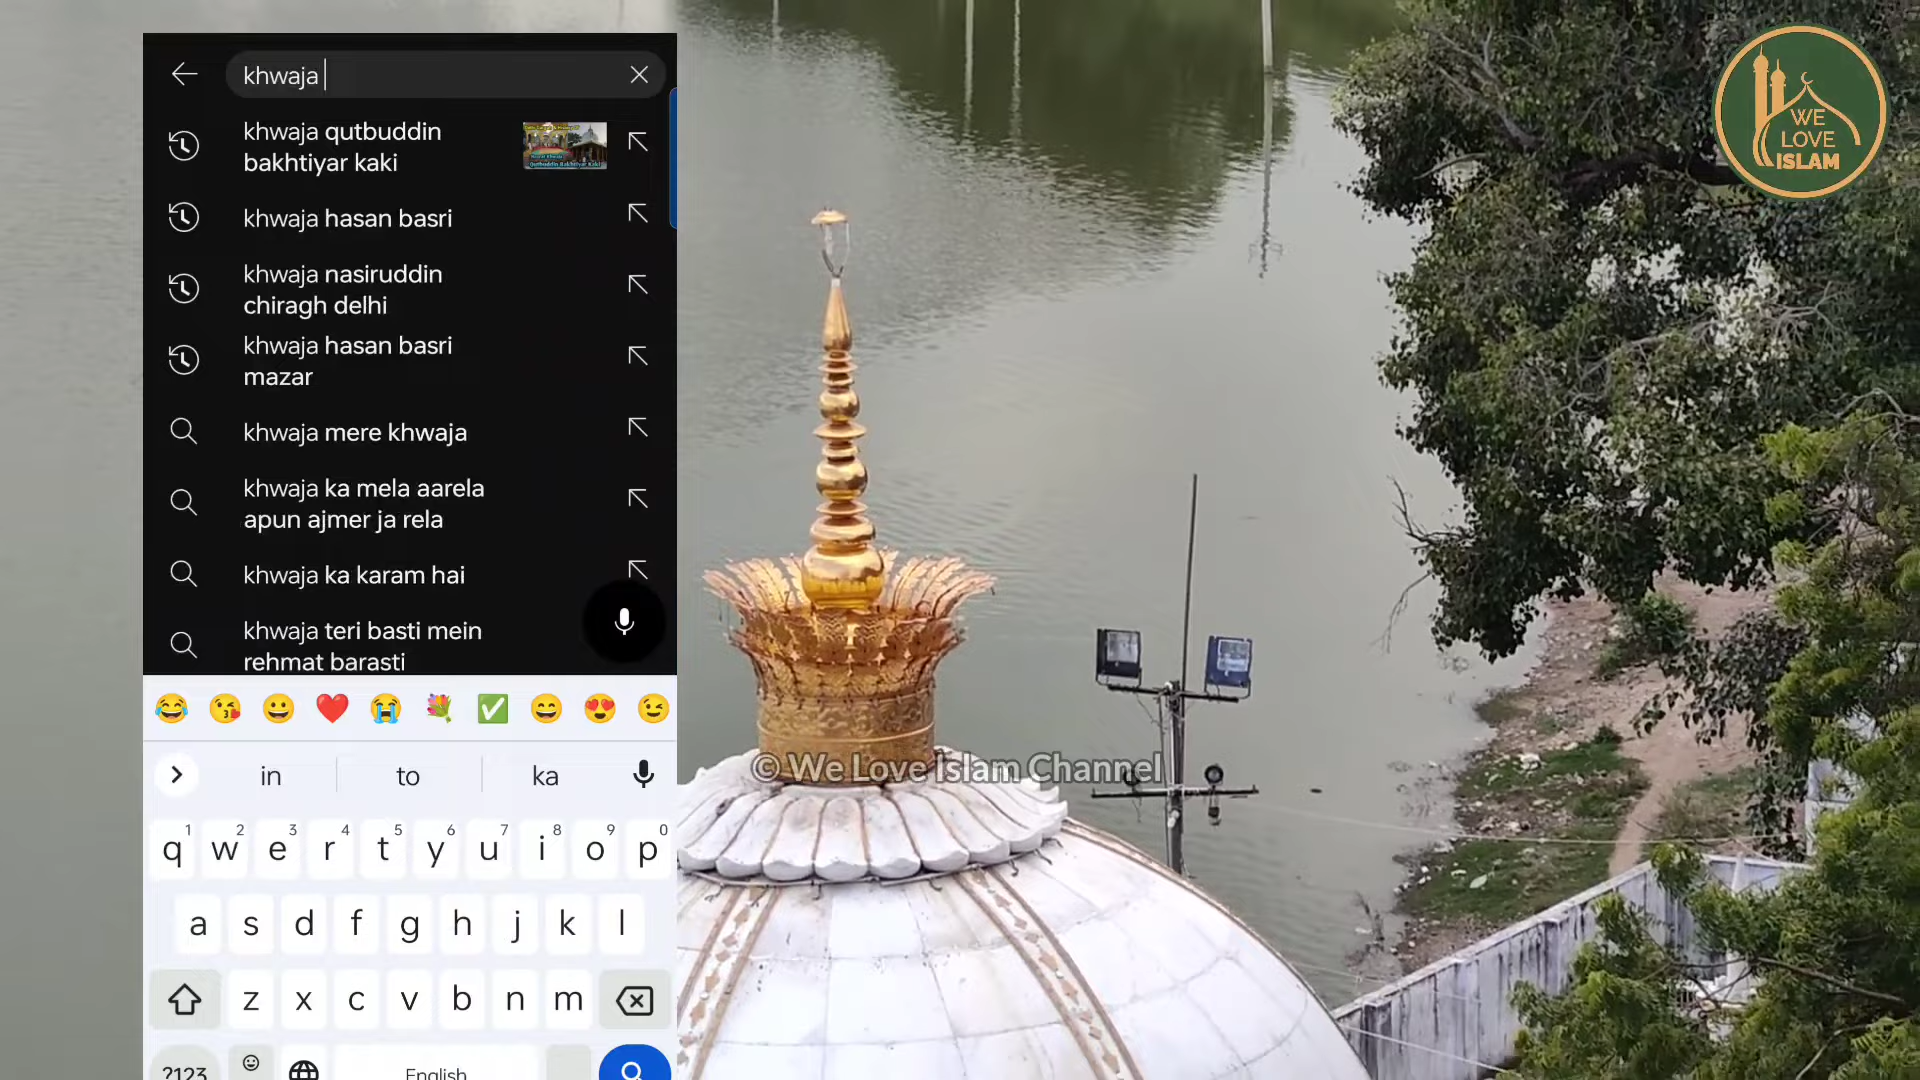 khwaja
khwaja qutbuddin
bakhtiyar kaki
khwaja hasan basri
khwaja nasiruddin
chiragh delhi
khwaja hasan basri
mazar
khwaja mere khwaja
khwaja ka mela aarela
apun ajmer ja rela
khwaja ka karam hai
khwaja teri basti mein
rehmat barasti
in to ka
1 2 3 4 5 6 7 8 9 0
q w e r t y u i o p
a s d f g h j k l
z x c v b n m
?123 English
WE
LOVE
ISLAM
© We Love islam Channel